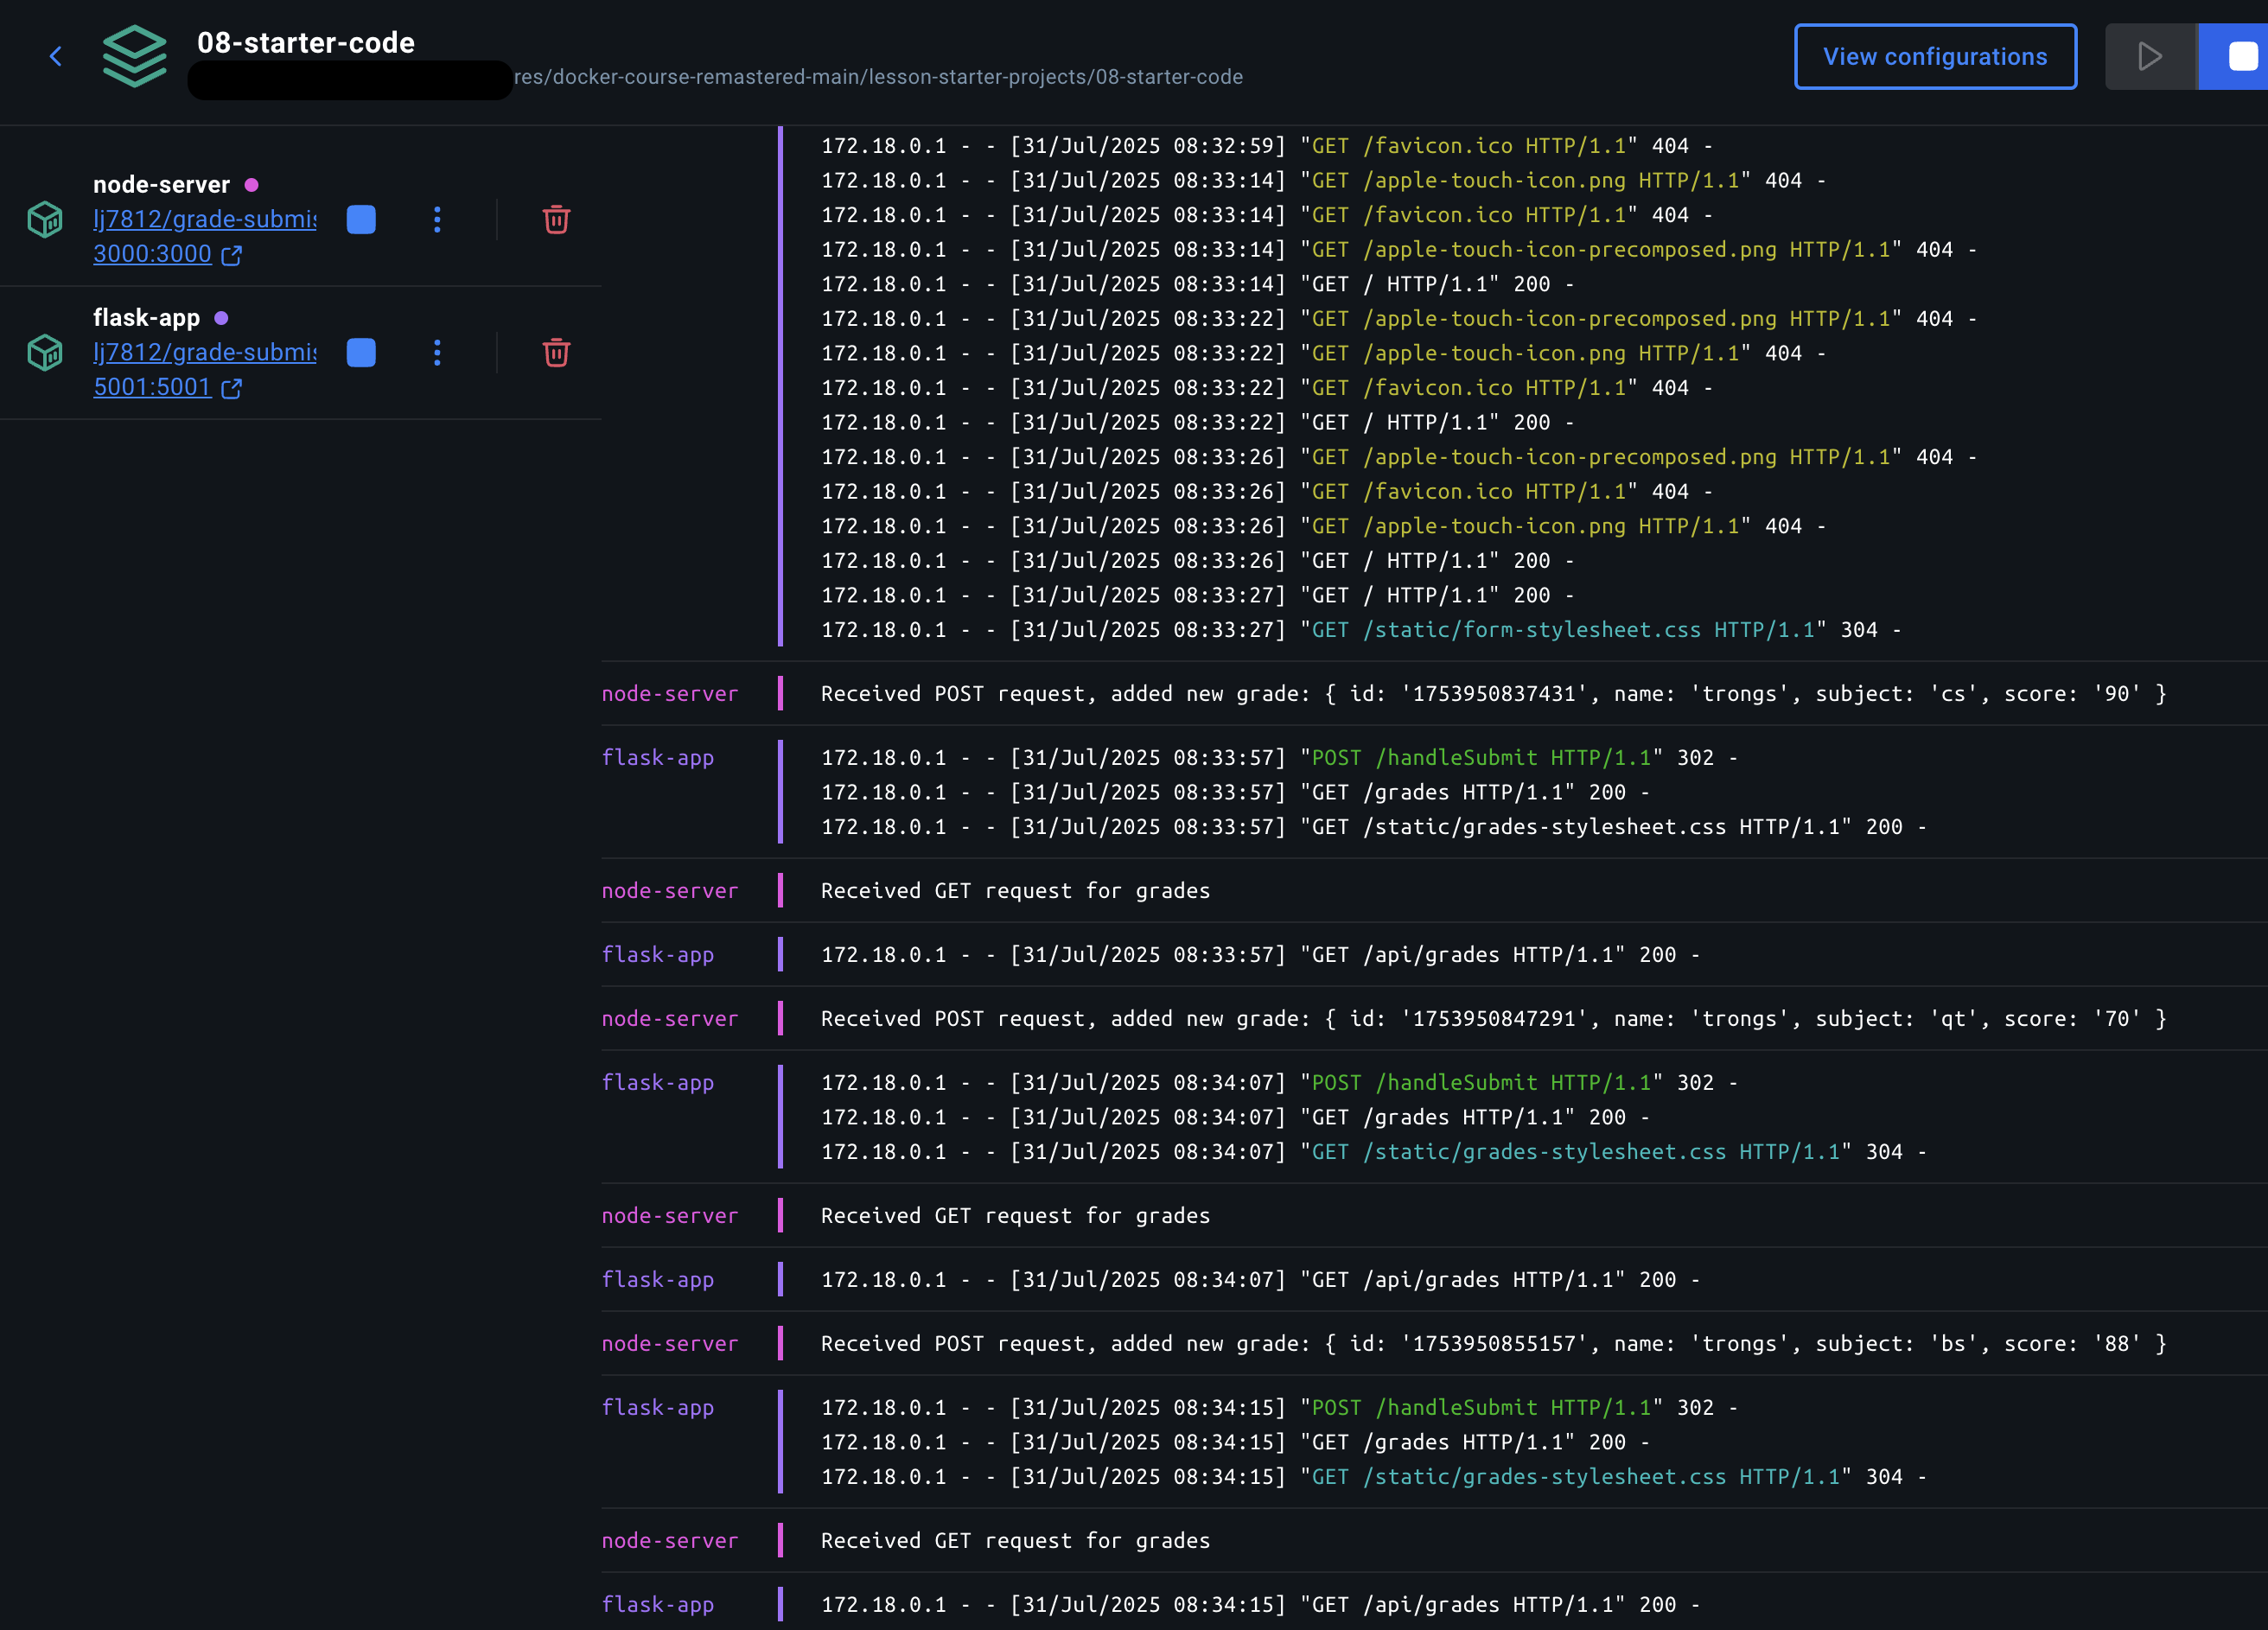 08-starter-code
res/docker-course-remastered-main/lesson-starter-projects/08-starter-code
View configurations
node-server
lj7812/grade-submis
3000:3000
flask-app
lj7812/grade-submis
5001:5001
172.18.0.1 - - [31/Jul/2025 08:32:59] "GET /favicon.ico HTTP/1.1" 404 -
172.18.0.1 - - [31/Jul/2025 08:33:14] "GET /apple-touch-icon.png HTTP/1.1" 404 -
172.18.0.1 - - [31/Jul/2025 08:33:14] "GET /favicon.ico HTTP/1.1" 404 -
172.18.0.1 - - [31/Jul/2025 08:33:14] "GET /apple-touch-icon-precomposed.png HTTP/1.1" 404 -
172.18.0.1 - - [31/Jul/2025 08:33:14] "GET / HTTP/1.1" 200 -
172.18.0.1 - - [31/Jul/2025 08:33:22] "GET /apple-touch-icon-precomposed.png HTTP/1.1" 404 -
172.18.0.1 - - [31/Jul/2025 08:33:22] "GET /apple-touch-icon.png HTTP/1.1" 404 -
172.18.0.1 - - [31/Jul/2025 08:33:22] "GET /favicon.ico HTTP/1.1" 404 -
172.18.0.1 - - [31/Jul/2025 08:33:22] "GET / HTTP/1.1" 200 -
172.18.0.1 - - [31/Jul/2025 08:33:26] "GET /apple-touch-icon-precomposed.png HTTP/1.1" 404 -
172.18.0.1 - - [31/Jul/2025 08:33:26] "GET /favicon.ico HTTP/1.1" 404 -
172.18.0.1 - - [31/Jul/2025 08:33:26] "GET /apple-touch-icon.png HTTP/1.1" 404 -
172.18.0.1 - - [31/Jul/2025 08:33:26] "GET / HTTP/1.1" 200 -
172.18.0.1 - - [31/Jul/2025 08:33:27] "GET / HTTP/1.1" 200 -
172.18.0.1 - - [31/Jul/2025 08:33:27] "GET /static/form-stylesheet.css HTTP/1.1" 304 -
node-server Received POST request, added new grade: { id: '1753950837431', name: 'trongs', subject: 'cs', score: '90' }
flask-app 172.18.0.1 - - [31/Jul/2025 08:33:57] "POST /handleSubmit HTTP/1.1" 302 -
172.18.0.1 - - [31/Jul/2025 08:33:57] "GET /grades HTTP/1.1" 200 -
172.18.0.1 - - [31/Jul/2025 08:33:57] "GET /static/grades-stylesheet.css HTTP/1.1" 200 -
node-server Received GET request for grades
flask-app 172.18.0.1 - - [31/Jul/2025 08:33:57] "GET /api/grades HTTP/1.1" 200 -
node-server Received POST request, added new grade: { id: '1753950847291', name: 'trongs', subject: 'qt', score: '70' }
flask-app 172.18.0.1 - - [31/Jul/2025 08:34:07] "POST /handleSubmit HTTP/1.1" 302 -
172.18.0.1 - - [31/Jul/2025 08:34:07] "GET /grades HTTP/1.1" 200 -
172.18.0.1 - - [31/Jul/2025 08:34:07] "GET /static/grades-stylesheet.css HTTP/1.1" 304 -
node-server Received GET request for grades
flask-app 172.18.0.1 - - [31/Jul/2025 08:34:07] "GET /api/grades HTTP/1.1" 200 -
node-server Received POST request, added new grade: { id: '1753950855157', name: 'trongs', subject: 'bs', score: '88' }
flask-app 172.18.0.1 - - [31/Jul/2025 08:34:15] "POST /handleSubmit HTTP/1.1" 302 -
172.18.0.1 - - [31/Jul/2025 08:34:15] "GET /grades HTTP/1.1" 200 -
172.18.0.1 - - [31/Jul/2025 08:34:15] "GET /static/grades-stylesheet.css HTTP/1.1" 304 -
node-server Received GET request for grades
flask-app 172.18.0.1 - - [31/Jul/2025 08:34:15] "GET /api/grades HTTP/1.1" 200 -